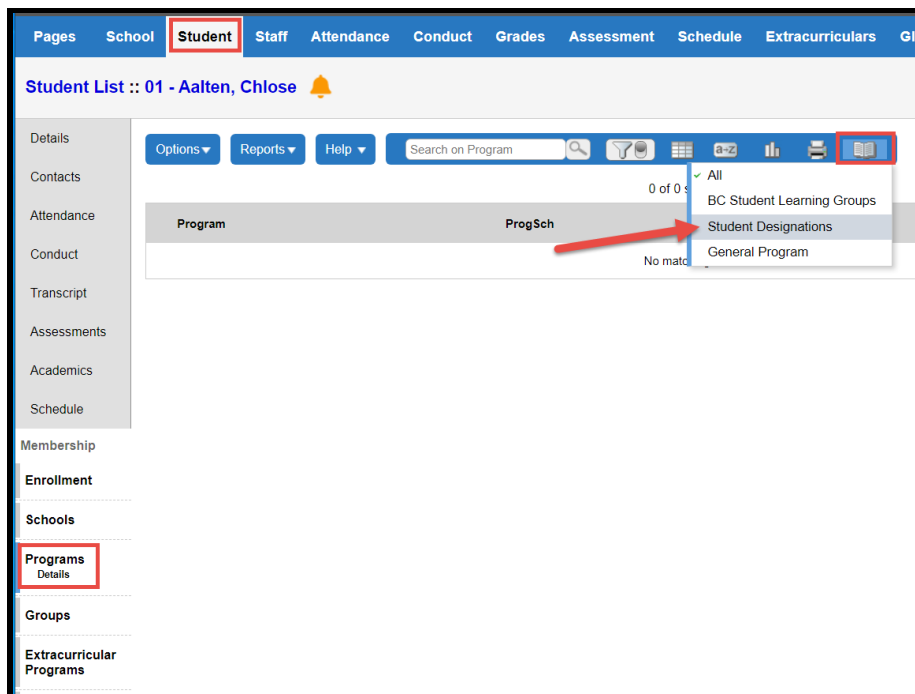 Pages School Student Staff Attendance Conduct Grades Assessment Schedule Extracurriculars
Student List :: 01 - Aalten, Chlose
Details
Contacts
Attendance
Conduct
Transcript
Assessments
Academics
Schedule
Membership
Enrollment
Schools
Programs
Details
Groups
Extracurricular
Programs
Options Reports Help Search on Program a-z
0 of 0
All
BC Student Learning Groups
Student Designations
General Program
Program ProgSch
No